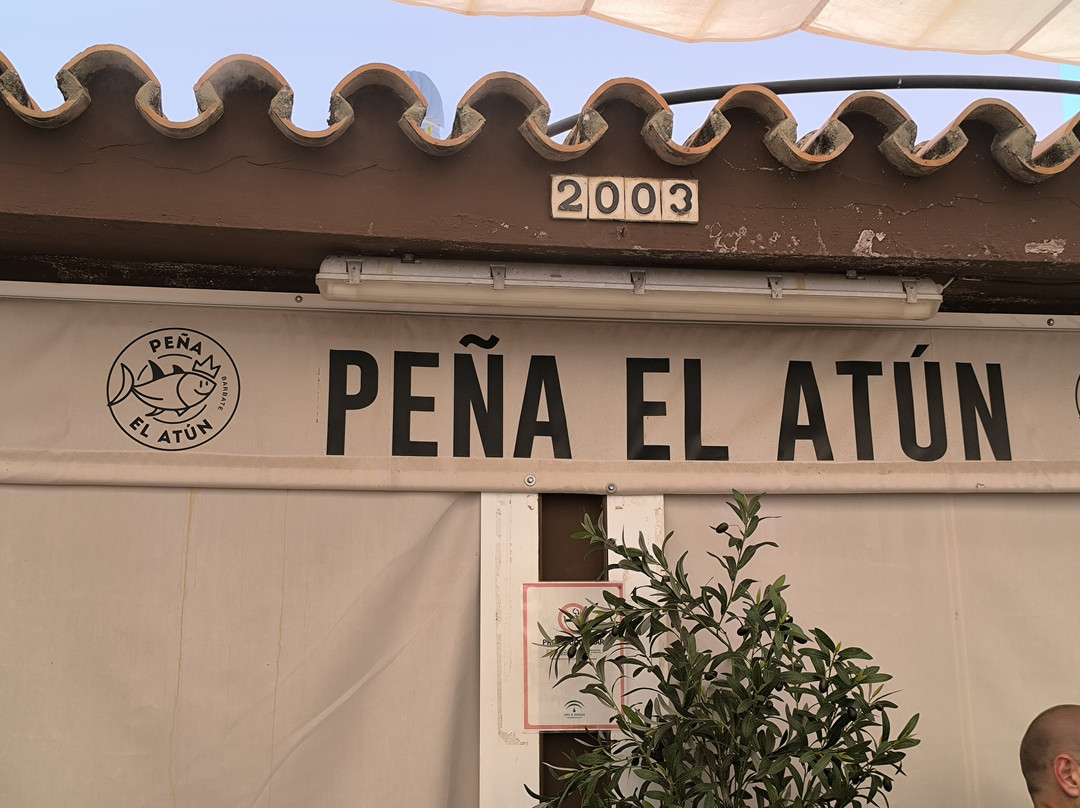 2003
PEÑA
BARBATE
EL ATÚN
PEÑA EL ATÚN